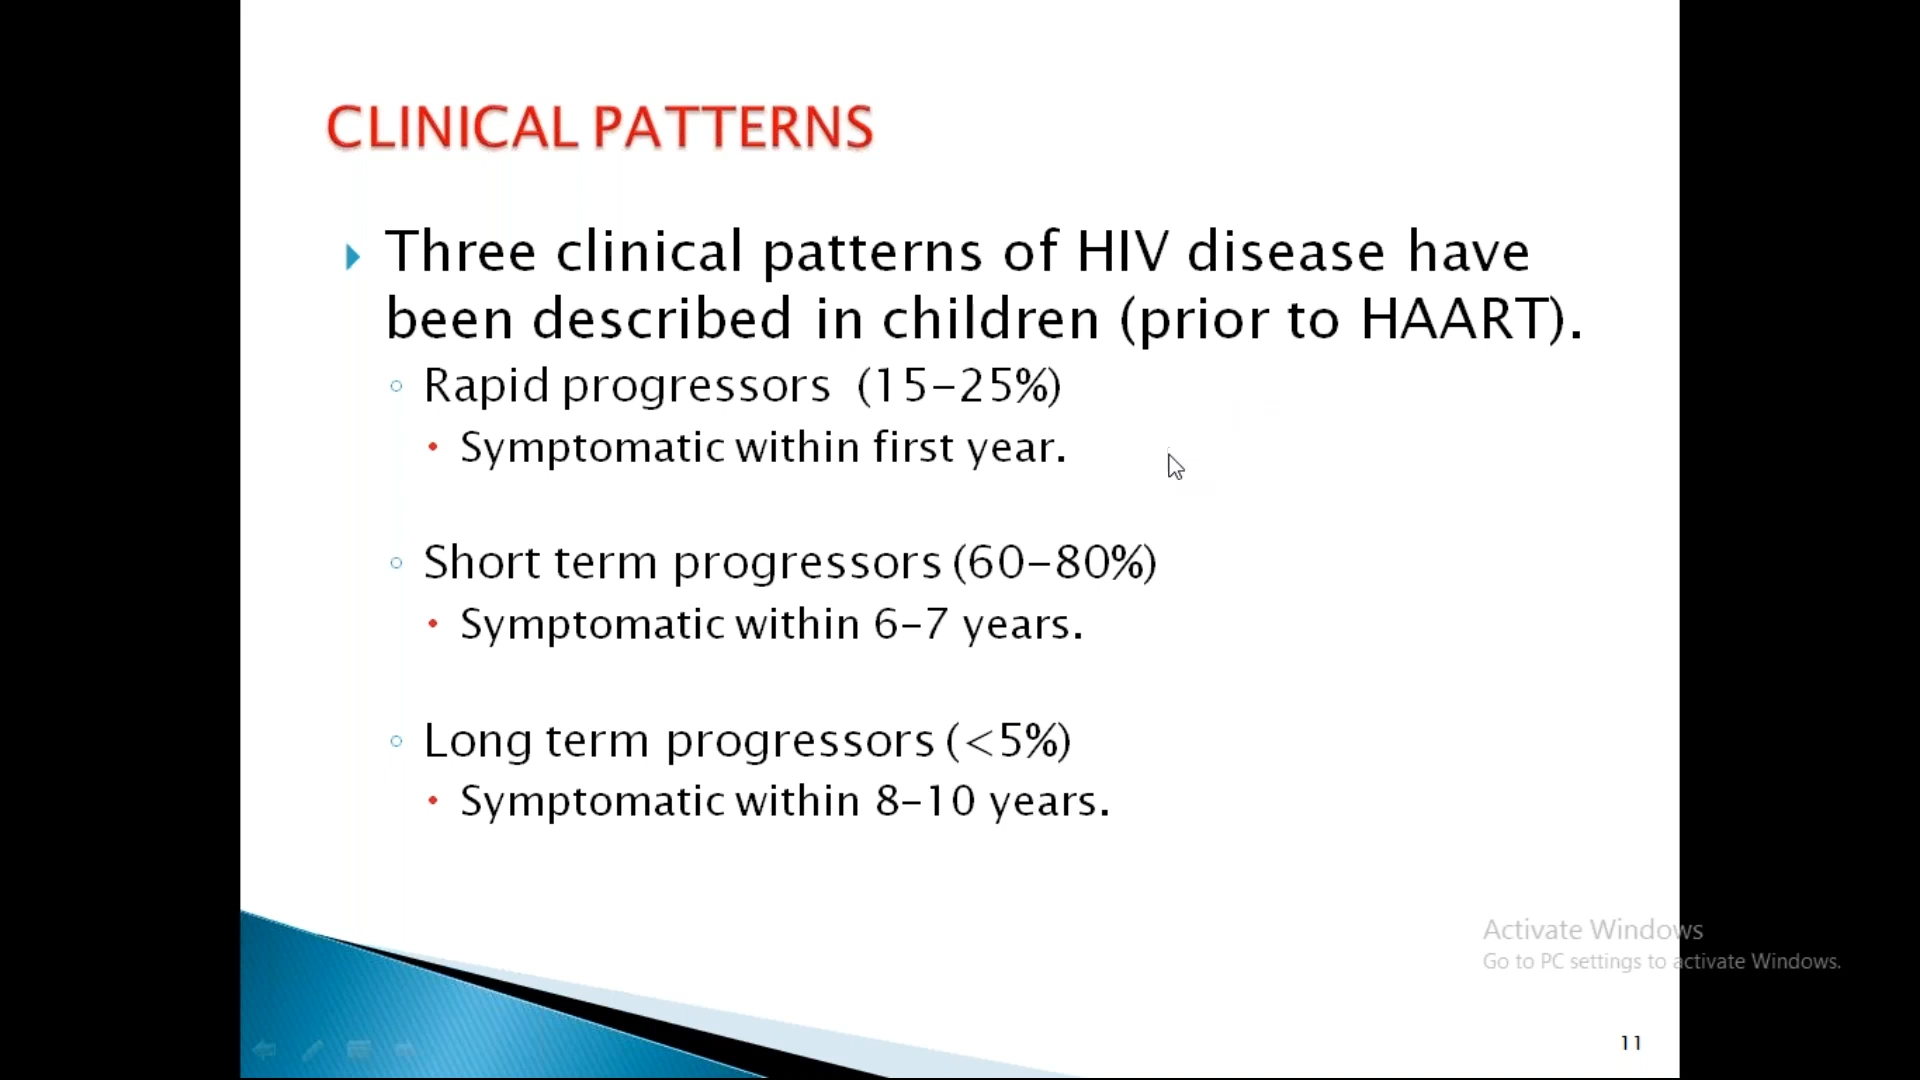 CLINICAL PATTERNS
Three clinical patterns of HIV disease have
been described in children (prior to HAART).
Rapid progressors (15-25%)
Symptomatic within first year.
Short term progressors (60-80%)
Symptomatic within 6-7 years.
Long term progressors (<5%)
Symptomatic within 8-10 years.
Activate Windows
Go to PC settings to activate Windows.
11